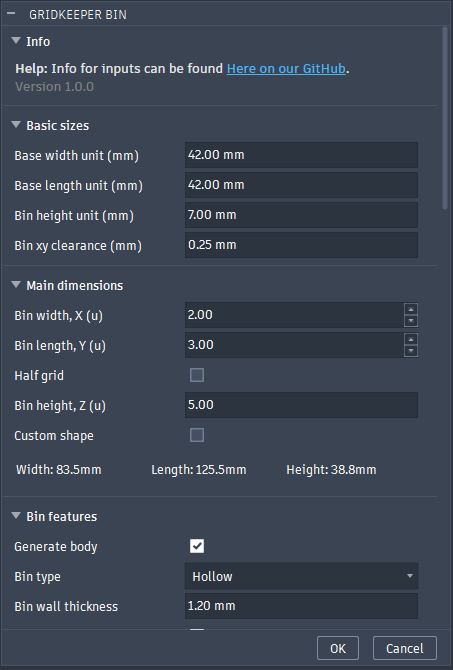 GRIDKEEPER BIN
Info
Help: Info for inputs can be found Here on our GitHub.
Version 1.0.0
Basic sizes
Base width unit (mm) 42.00 mm
Base length unit (mm) 42.00 mm
Bin height unit (mm) 7.00 mm
Bin xy clearance (mm) 0.25 mm
Main dimensions
Bin width, X (u) 2.00
Bin length, Y (u) 3.00
Half grid
Bin height, Z (u) 5.00
Custom shape
Width: 83.5mm Length: 125.5mm Height: 38.8mm
Bin features
Generate body
Bin type Hollow
Bin wall thickness 1.20 mm
OK Cancel